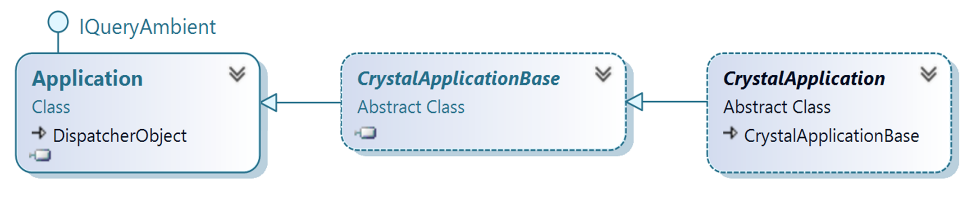 IQueryAmbient
Application
Class
DispatcherObject
CrystalApplicationBase
Abstract Class
CrystalApplication
Abstract Class
CrystalApplicationBase